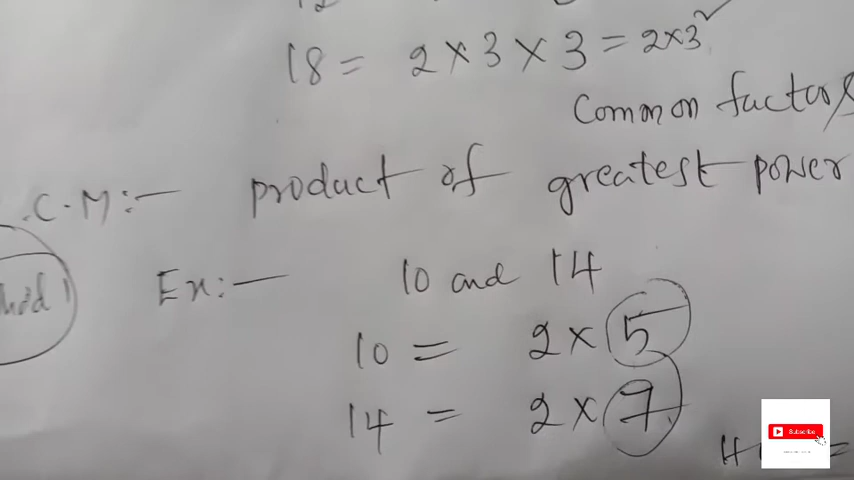 18 = 2 × 3 × 3 = 2×3²
Common factors
.C.M:— product of greatest power
Ex:— 10 and 14
10 = 2 × 5
14 = 2 × 7
Subscribe